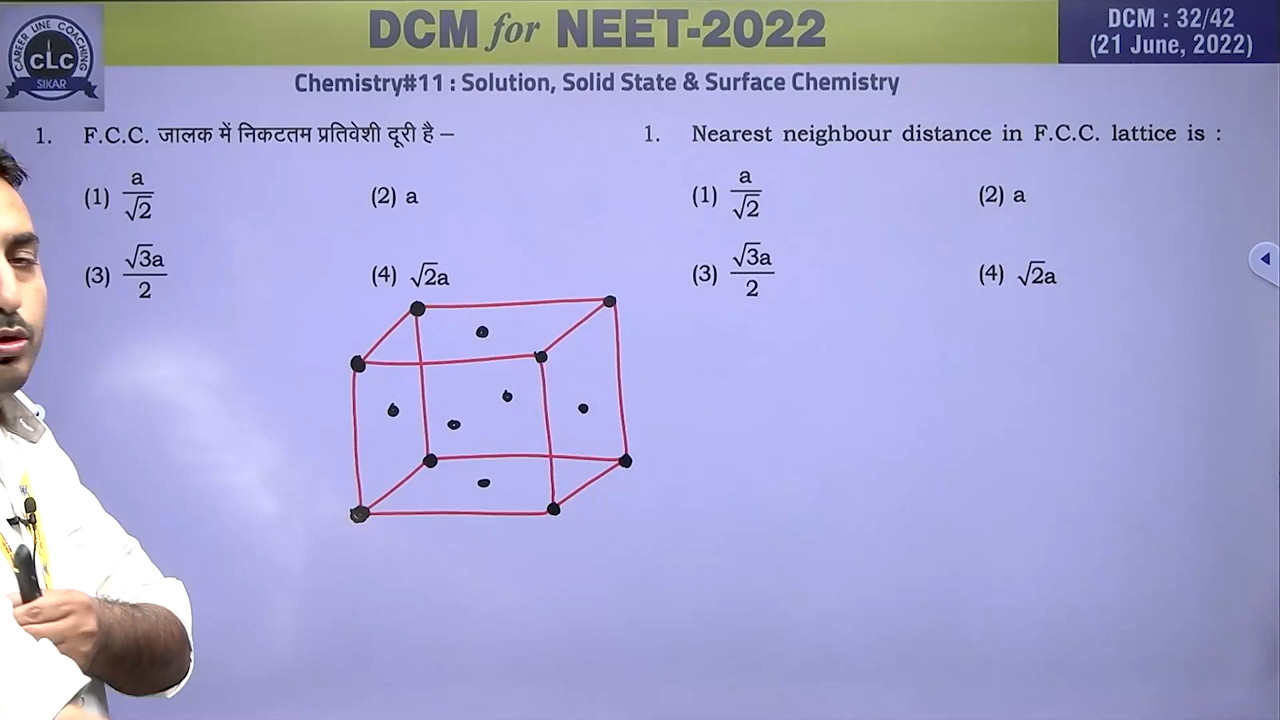 CAREER LINE COACHING
CLC
SIKAR
DCM for NEET-2022
DCM : 32/42
(21 June, 2022)
Chemistry#11 : Solution, Solid State & Surface Chemistry
1. F.C.C. जालक में निकटतम प्रतिवेशी दूरी है –
(1) a/√2 (2) a
(3) √3a/2 (4) √2a
1. Nearest neighbour distance in F.C.C. lattice is :
(1) a/√2 (2) a
(3) √3a/2 (4) √2a